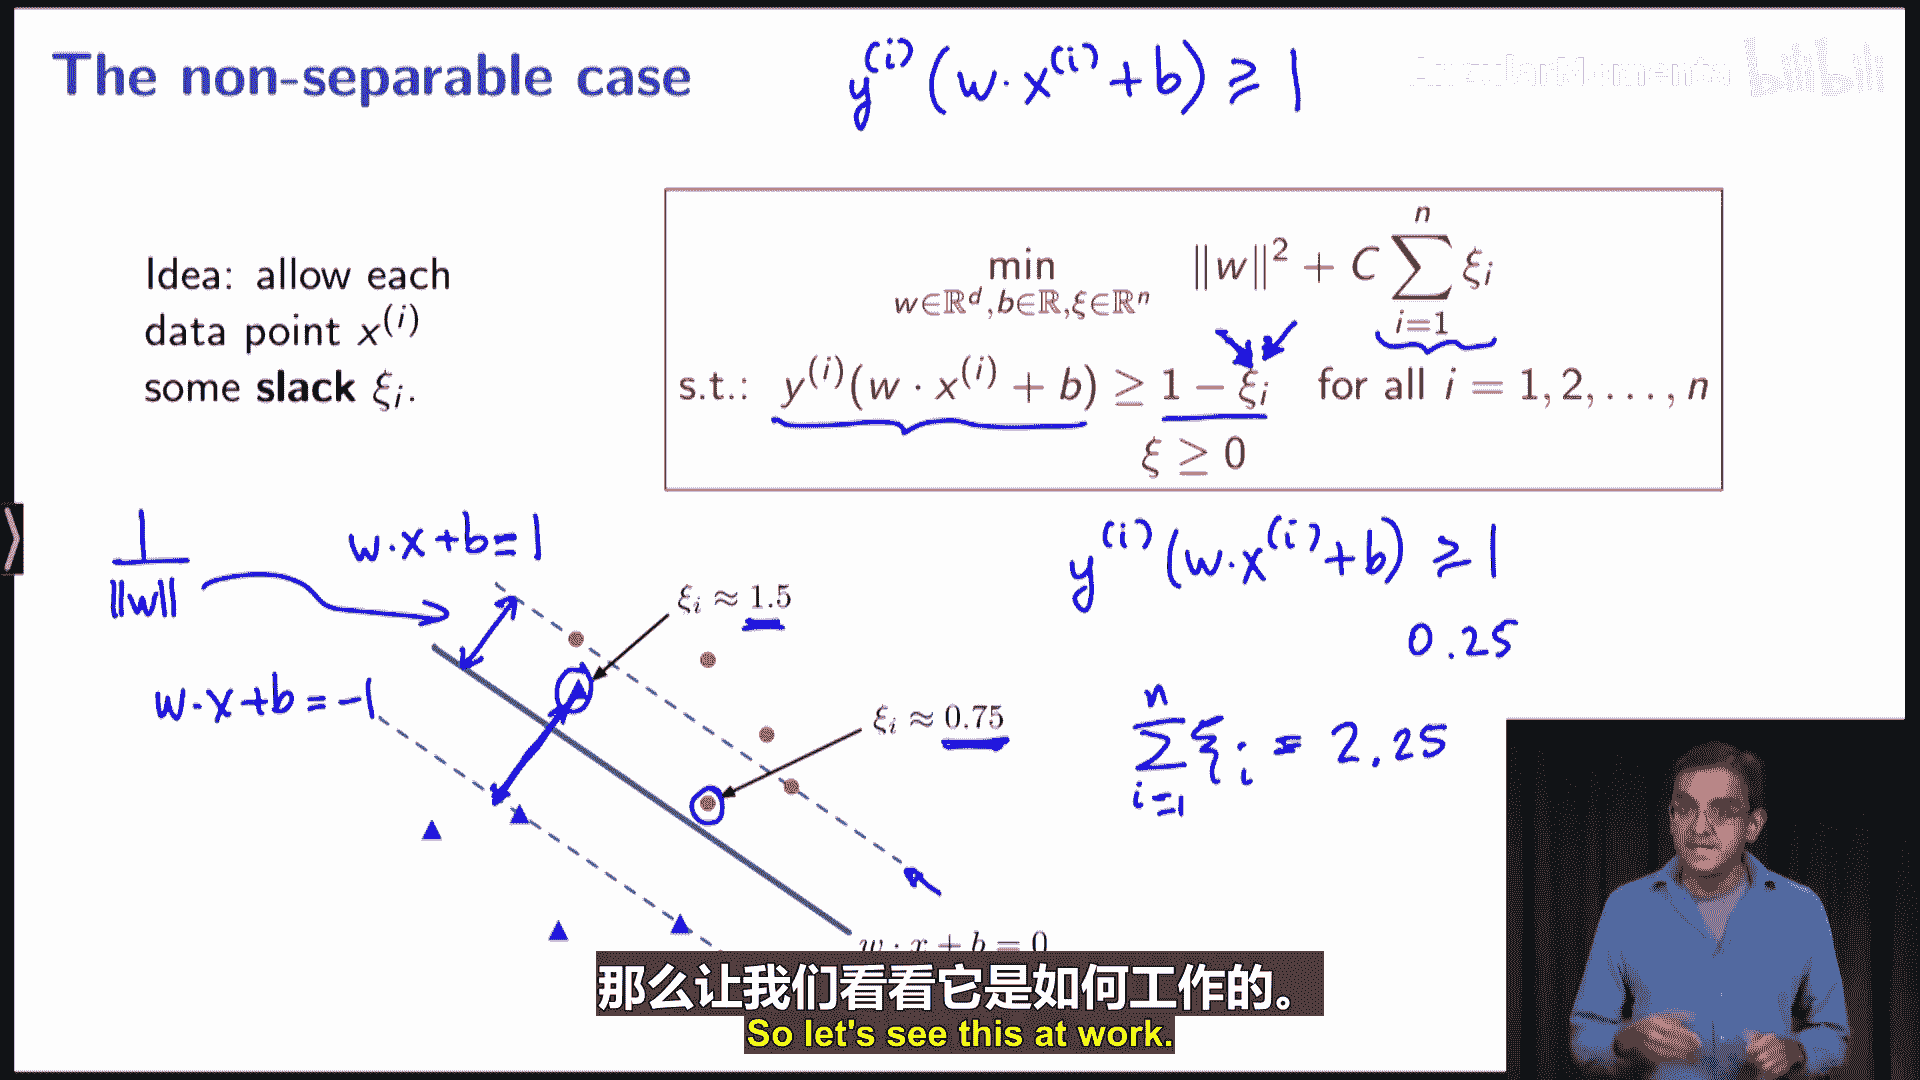 The non-separable case
y^(i) (w · x^(i) + b) ≥ 1
bilibili
Idea: allow each
data point x^(i)
some slack ξ_i.
min_{w∈ℝ^d, b∈ℝ, ξ∈ℝ^n} ‖w‖² + C ∑_{i=1}^{n} ξ_i
s.t.: y^(i)(w · x^(i) + b) ≥ 1 − ξ_i for all i = 1, 2, . . . , n
ξ ≥ 0
1/‖w‖
w·x+b=1
w·x+b=-1
ξ_i ≈ 1.5
ξ_i ≈ 0.75
w · x + b = 0
y^(i) (w·x^(i)+b) ≥ 1
0.25
∑_{i=1}^{n} ξ_i = 2.25
那么让我们看看它是如何工作的。
So let's see this at work.